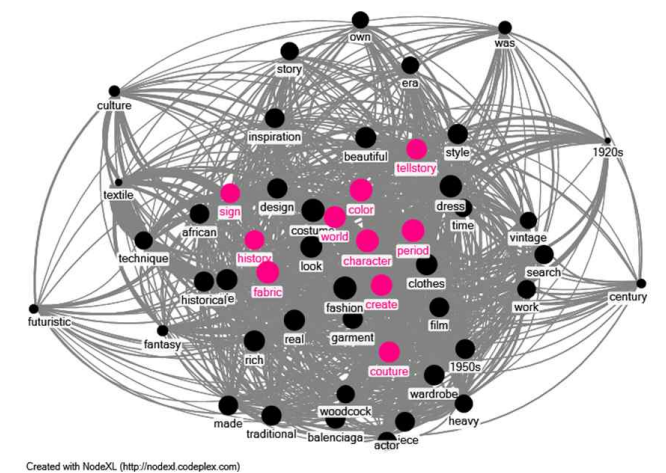 own
was
story
era
culture
inspiration
beautiful
style
1920s
tellstory
textile
sign
design
color
dress
african
costum
world
time
vintage
technique
history
look
character
period
search
historical
e
fabric
fashion
create
clothes
work
century
futuristic
fantasy
real
garment
film
rich
couture
1950s
wardrobe
made
traditional
woodcock
balenciaga
actor
ece
heavy
Created with NodeXL (http://nodexl.codeplex.com)